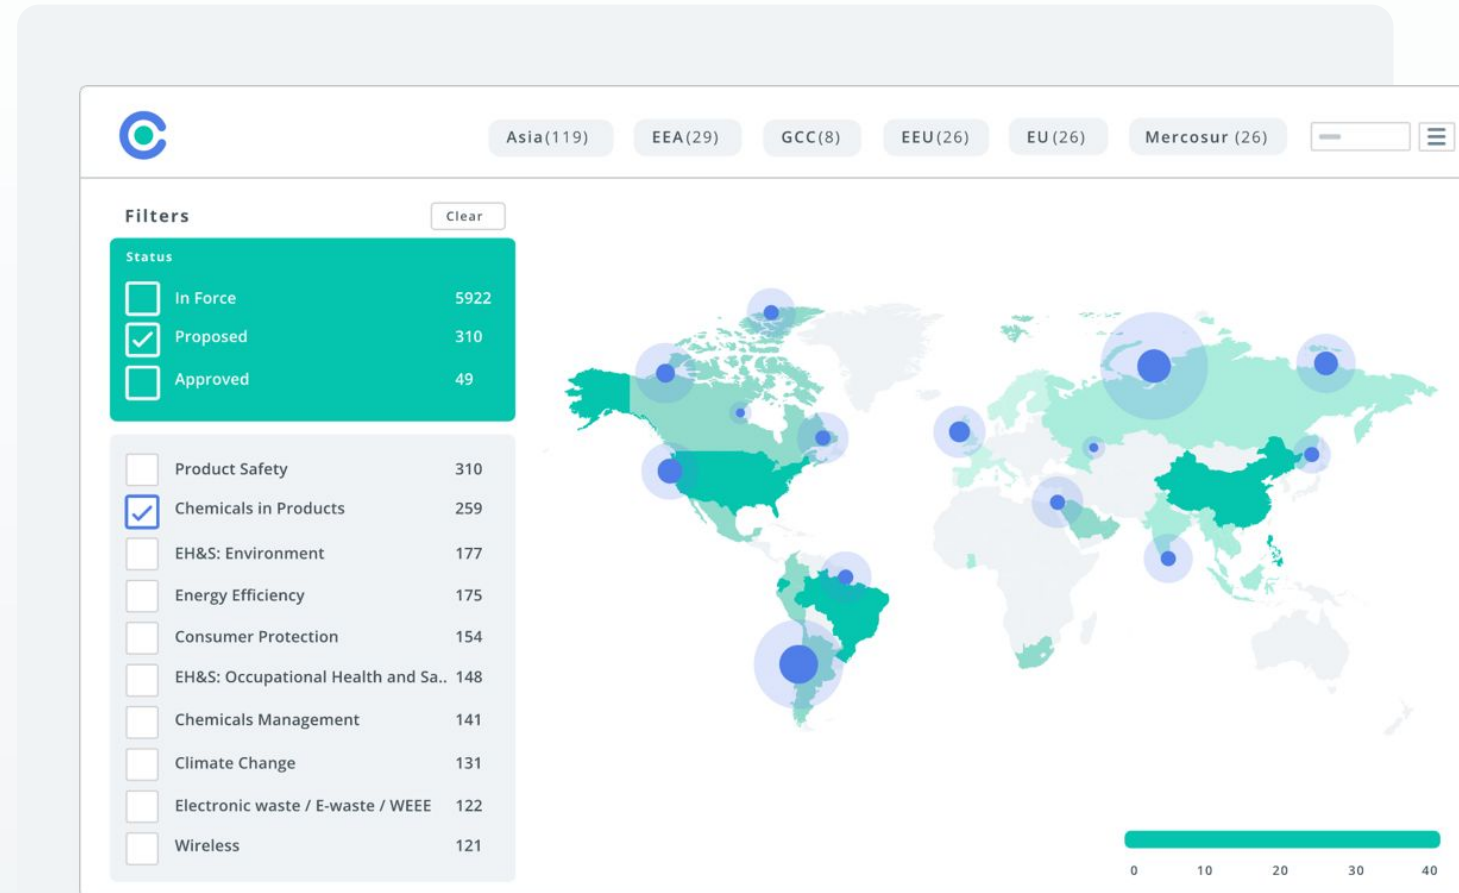 Asia(119) EEA(29) GCC(8) EEU(26) EU(26) Mercosur (26)
Filters Clear
Status
In Force 5922
Proposed 310
Approved 49
Product Safety 310
Chemicals in Products 259
EH&S: Environment 177
Energy Efficiency 175
Consumer Protection 154
EH&S: Occupational Health and Sa.. 148
Chemicals Management 141
Climate Change 131
Electronic waste / E-waste / WEEE 122
Wireless 121
0 10 20 30 40